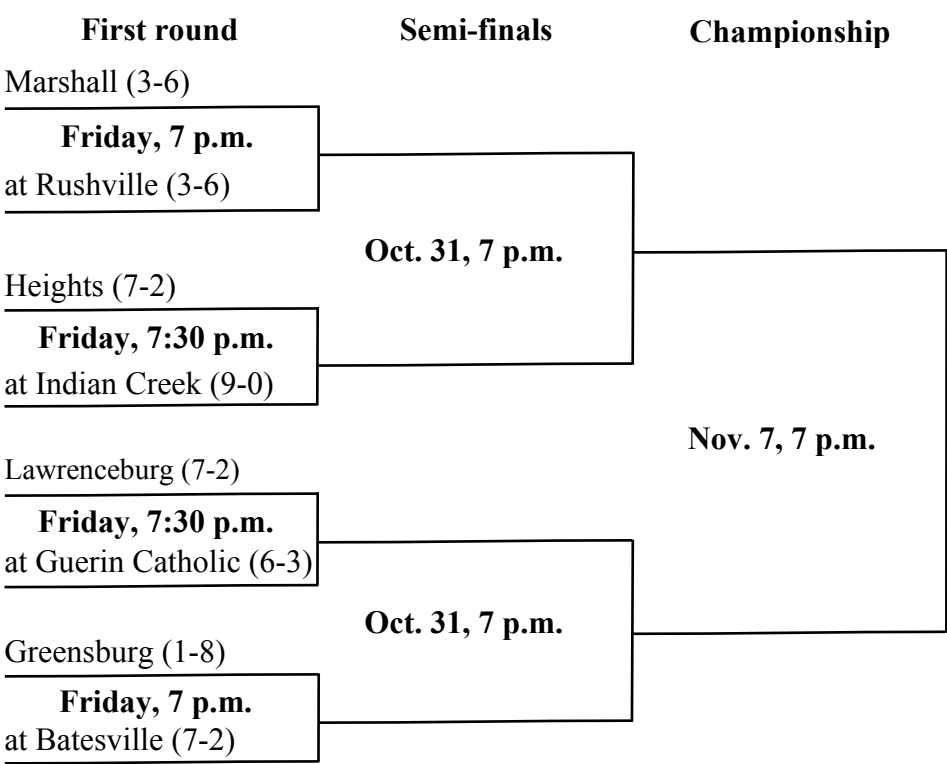 First round
Semi-finals
Championship
Marshall (3-6)
Friday, 7 p.m.
at Rushville (3-6)
Oct. 31, 7 p.m.
Heights (7-2)
Friday, 7:30 p.m.
at Indian Creek (9-0)
Nov. 7, 7 p.m.
Lawrenceburg (7-2)
Friday, 7:30 p.m.
at Guerin Catholic (6-3)
Oct. 31, 7 p.m.
Greensburg (1-8)
Friday, 7 p.m.
at Batesville (7-2)